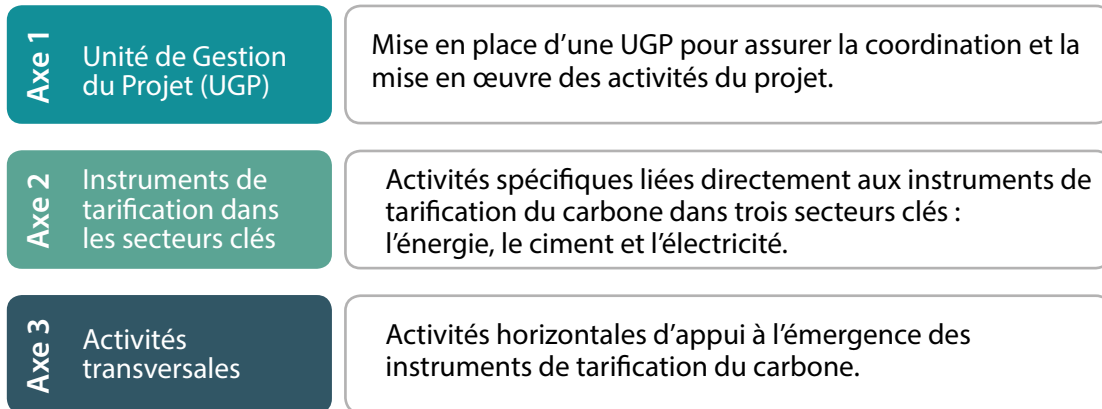 Axe 1
Unité de Gestion
du Projet (UGP)
Mise en place d’une UGP pour assurer la coordination et la
mise en œuvre des activités du projet.
Axe 2
Instruments de
tarification dans
les secteurs clés
Activités spécifiques liées directement aux instruments de
tarification du carbone dans trois secteurs clés :
l’énergie, le ciment et l’électricité.
Axe 3
Activités
transversales
Activités horizontales d’appui à l’émergence des
instruments de tarification du carbone.